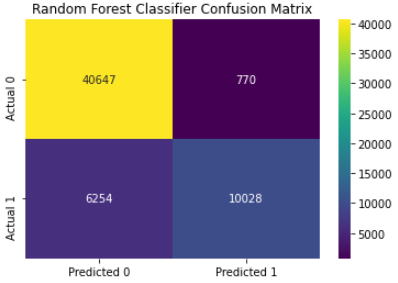 Random Forest Classifier Confusion Matrix
Actual 0
40647
770
Actual 1
6254
10028
Predicted 0
Predicted 1
40000
35000
30000
25000
20000
15000
10000
5000